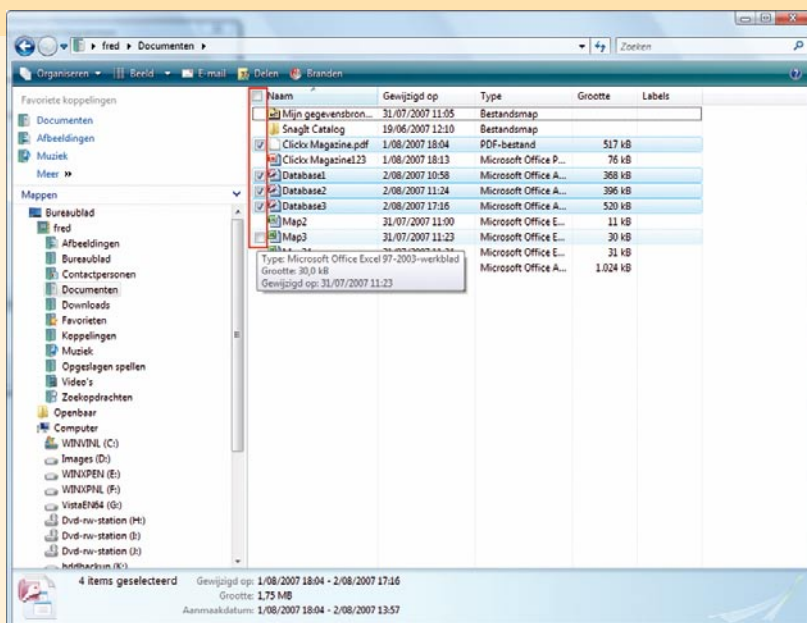 fred Documenten
Zoeken
Organiseren Beeld E-mail Delen Branden
Favoriete koppelingen
Documenten
Afbeeldingen
Muziek
Meer »
Mappen
Bureaublad
fred
Afbeeldingen
Bureaublad
Contactpersonen
Documenten
Downloads
Favorieten
Koppelingen
Muziek
Opgeslagen spellen
Video's
Zoekopdrachten
Openbaar
Computer
WINVINL (C:)
Images (D:)
WINXPEN (E:)
WINXPNL (F:)
VistaEN64 (G:)
Dvd-rw-station (H:)
Dvd-rw-station (I:)
Dvd-rw-station (J:)
hddbackup (K:)
Naam Gewijzigd op Type Grootte Labels
Mijn gegevensbron... 31/07/2007 11:05 Bestandsmap
SnagIt Catalog 19/06/2007 12:10 Bestandsmap
Clickx Magazine.pdf 1/08/2007 18:04 PDF-bestand 517 kB
Clickx Magazine123 1/08/2007 18:13 Microsoft Office P... 76 kB
Database1 2/08/2007 10:58 Microsoft Office A... 368 kB
Database2 2/08/2007 11:24 Microsoft Office A... 396 kB
Database3 2/08/2007 17:16 Microsoft Office A... 520 kB
Map2 31/07/2007 11:00 Microsoft Office E... 11 kB
Map3 31/07/2007 11:23 Microsoft Office E... 30 kB
Microsoft Office E... 31 kB
Microsoft Office A... 1.024 kB
Type: Microsoft Office Excel 97-2003-werkblad
Grootte: 30,0 kB
Gewijzigd op: 31/07/2007 11:23
4 items geselecteerd Gewijzigd op: 1/08/2007 18:04 - 2/08/2007 17:16
Grootte: 1,75 MB
Aanmaakdatum: 1/08/2007 18:04 - 2/08/2007 13:57